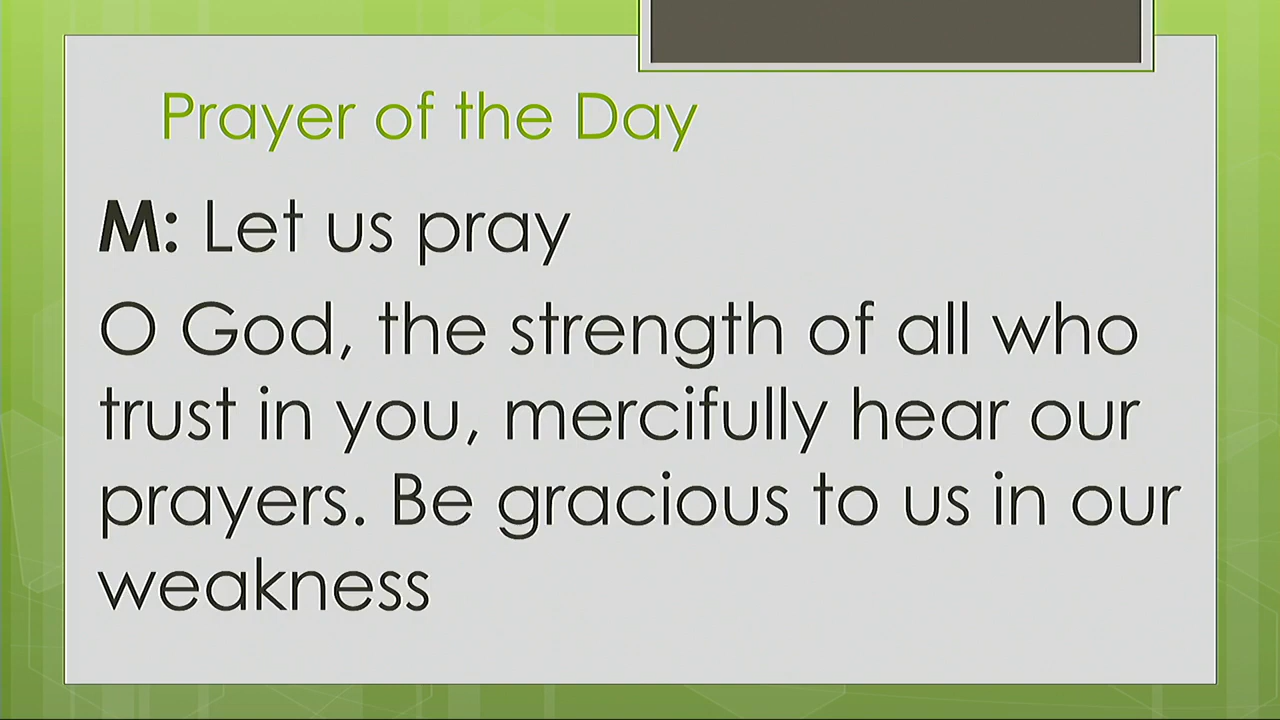 Prayer of the Day
M: Let us pray
O God, the strength of all who
trust in you, mercifully hear our
prayers. Be gracious to us in our
weakness